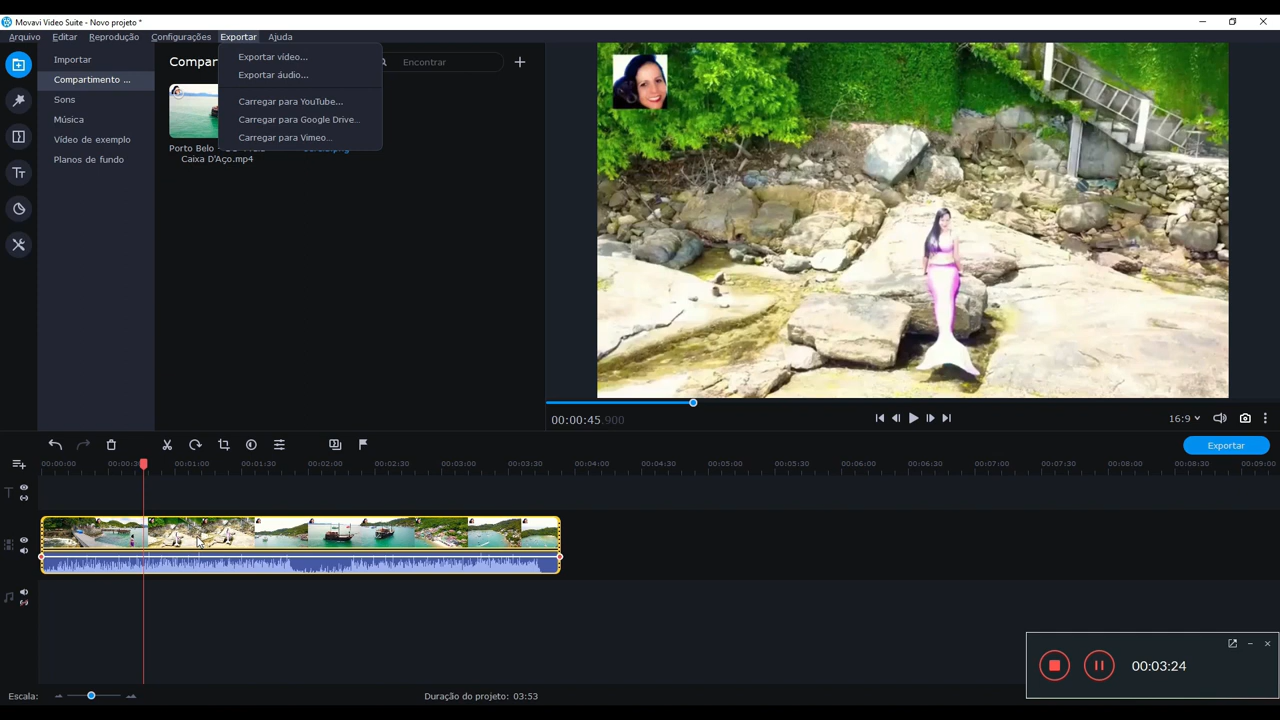 Movavi Video Suite - Novo projeto *
Arquivo Editar Reprodução Configurações Exportar Ajuda
Importar
Compartimento ...
Sons
Música
Vídeo de exemplo
Planos de fundo
Compar
Encontrar
Exportar vídeo...
Exportar áudio...
Carregar para YouTube...
Carregar para Google Drive...
Carregar para Vimeo...
Porto Belo
Caixa D'Aço.mp4
00:00:45.900
16:9
Exportar
00:00:00 00:00:30 00:01:00 00:01:30 00:02:00 00:02:30 00:03:00 00:03:30 00:04:00 00:04:30 00:05:00 00:05:30 00:06:00 00:06:30 00:07:00 00:07:30 00:08:00 00:08:30 00:09:00
00:03:24
Escala:
Duração do projeto: 03:53